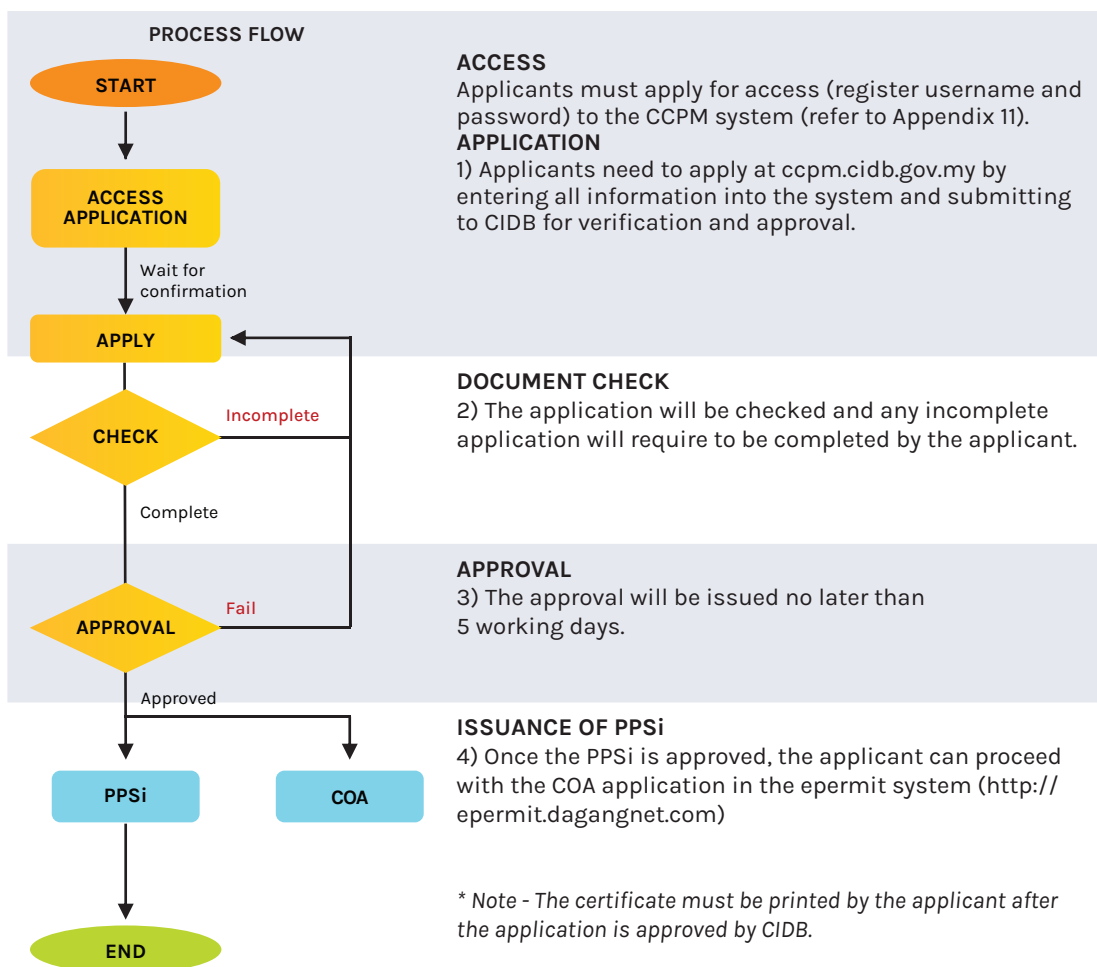 PROCESS FLOW
START
ACCESS
APPLICATION
Wait for
confirmation
APPLY
ACCESS
Applicants must apply for access (register username and
password) to the CCPM system (refer to Appendix 11).
APPLICATION
1) Applicants need to apply at ccpm.cidb.gov.my by
entering all information into the system and submitting
to CIDB for verification and approval.
CHECK
Incomplete
Complete
DOCUMENT CHECK
2) The application will be checked and any incomplete
application will require to be completed by the applicant.
APPROVAL
Fail
Approved
APPROVAL
3) The approval will be issued no later than
5 working days.
PPSi
COA
END
ISSUANCE OF PPSi
4) Once the PPSi is approved, the applicant can proceed
with the COA application in the epermit system (http://
epermit.dagangnet.com)
* Note - The certificate must be printed by the applicant after
the application is approved by CIDB.